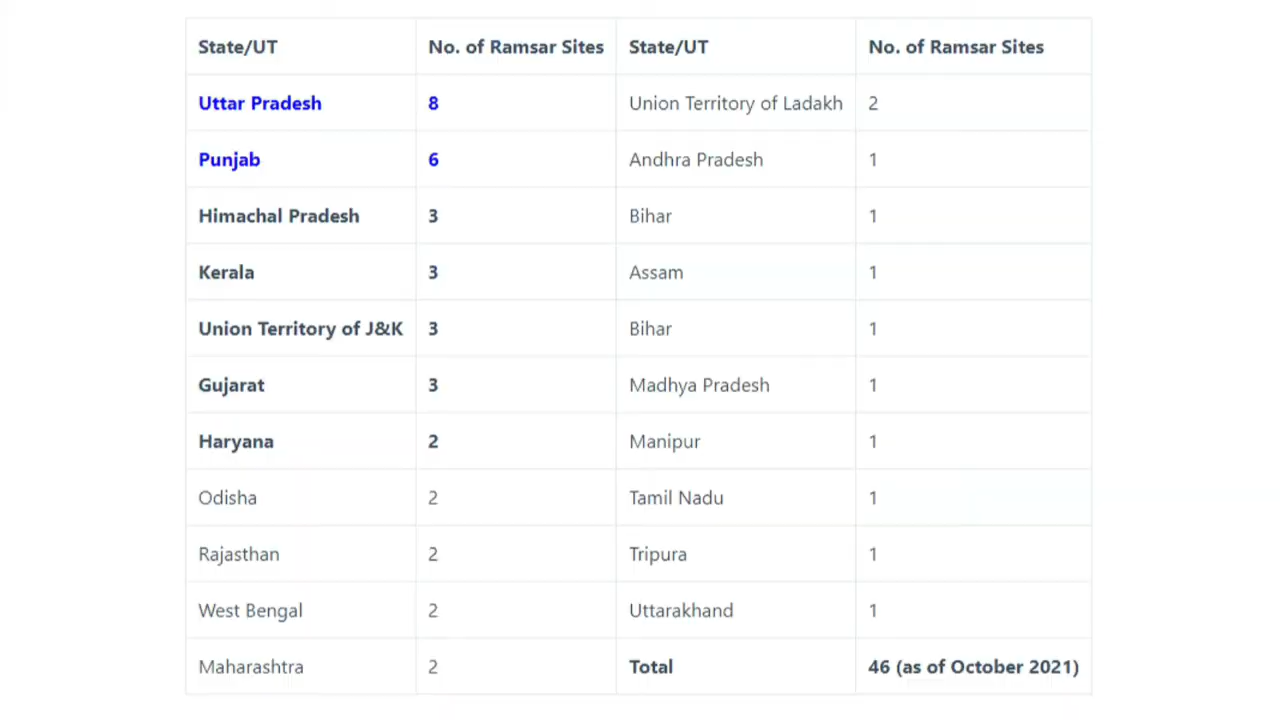 State/UT No. of Ramsar Sites State/UT No. of Ramsar Sites
Uttar Pradesh 8 Union Territory of Ladakh 2
Punjab 6 Andhra Pradesh 1
Himachal Pradesh 3 Bihar 1
Kerala 3 Assam 1
Union Territory of J&K 3 Bihar 1
Gujarat 3 Madhya Pradesh 1
Haryana 2 Manipur 1
Odisha 2 Tamil Nadu 1
Rajasthan 2 Tripura 1
West Bengal 2 Uttarakhand 1
Maharashtra 2 Total 46 (as of October 2021)